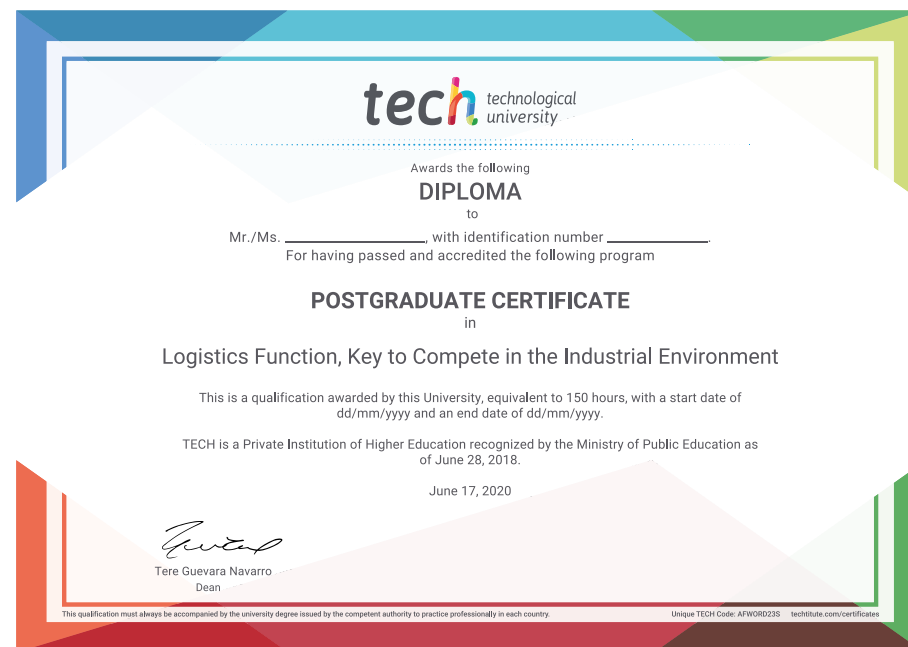 tech technological
university
Awards the following
DIPLOMA
to
Mr./Ms. ____________________, with identification number ______________.
For having passed and accredited the following program
POSTGRADUATE CERTIFICATE
in
Logistics Function, Key to Compete in the Industrial Environment
This is a qualification awarded by this University, equivalent to 150 hours, with a start date of
dd/mm/yyyy and an end date of dd/mm/yyyy.
TECH is a Private Institution of Higher Education recognized by the Ministry of Public Education as
of June 28, 2018.
June 17, 2020
Tere Guevara Navarro
Dean
This qualification must always be accompanied by the university degree issued by the competent authority to practice professionally in each country. Unique TECH Code: AFWORD23S techtitute.com/certificates